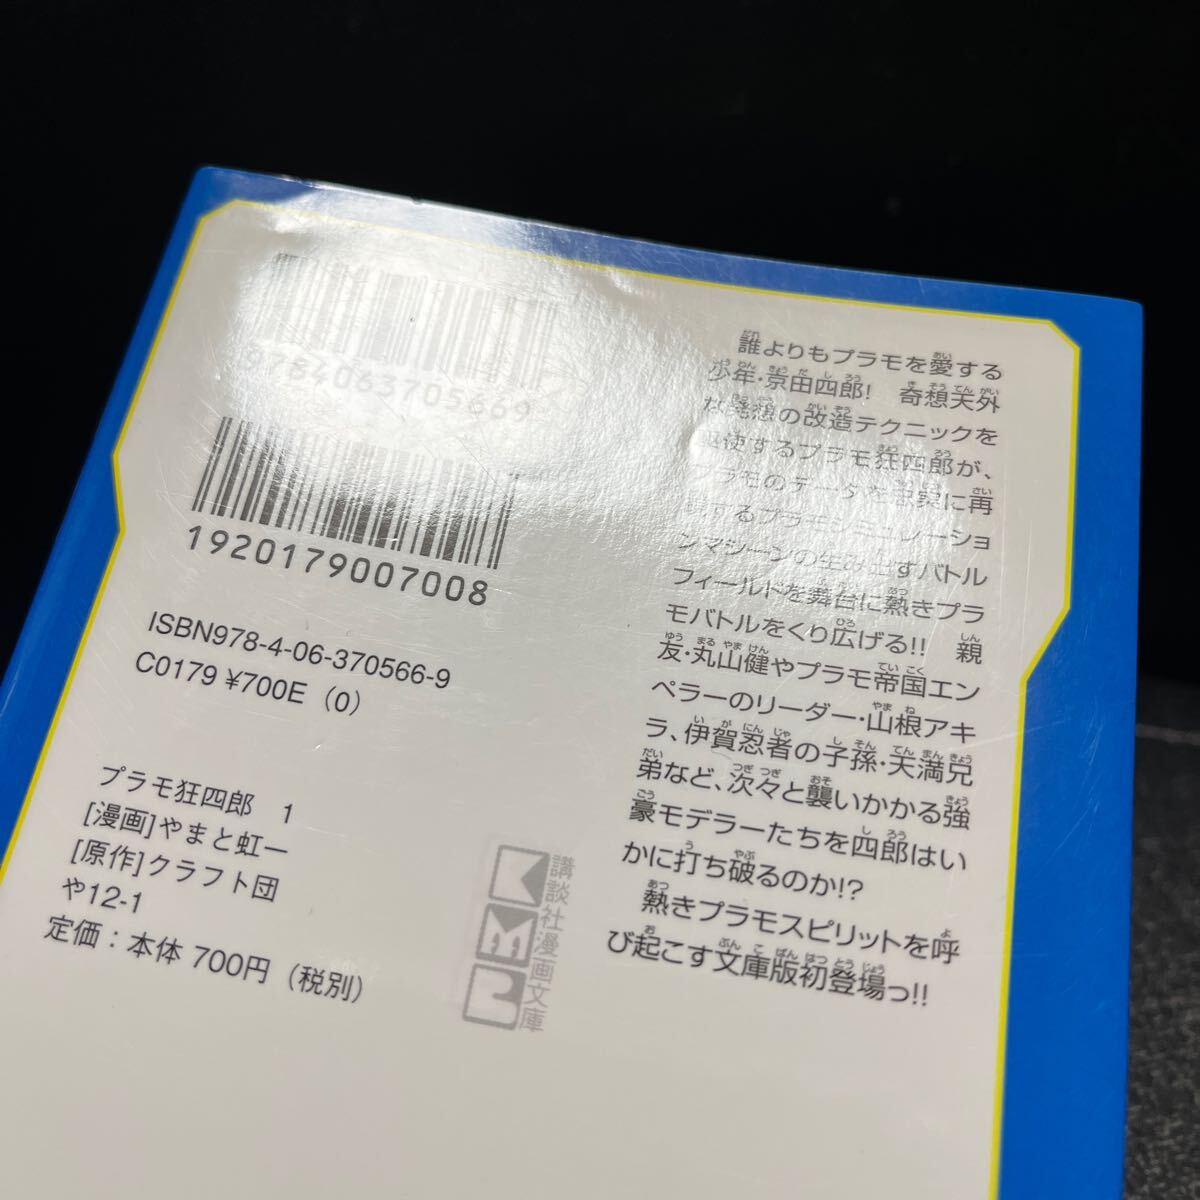 9784063705669
1920179007008
ISBN978-4-06-370566-9
C0179 ¥700E (0)
プラモ狂四郎 1
[漫画]やまと虹一
[原作]クラフト団
や12-1
定価：本体 700円（税別）
講談社漫画文庫
誰よりもプラモを愛する
少年・京田四郎! 奇想天外
な発想の改造テクニックを
使するプラモ狂四郎が、
ラモのデータを忠実に再
するプラモシミュレーショ
ンマシーンの生み出すバトル
フィールドを舞台に熱きプラ
モバトルをくり広げる!! 親
友・丸山健やプラモ帝国エン
ペラーのリーダー・山根アキ
ラ、伊賀忍者の子孫・天満兄
弟など、次々と襲いかかる強
豪モデラーたちを四郎はい
かに打ち破るのか!?
熱きプラモスピリットを呼
び起こす文庫版初登場っ!!